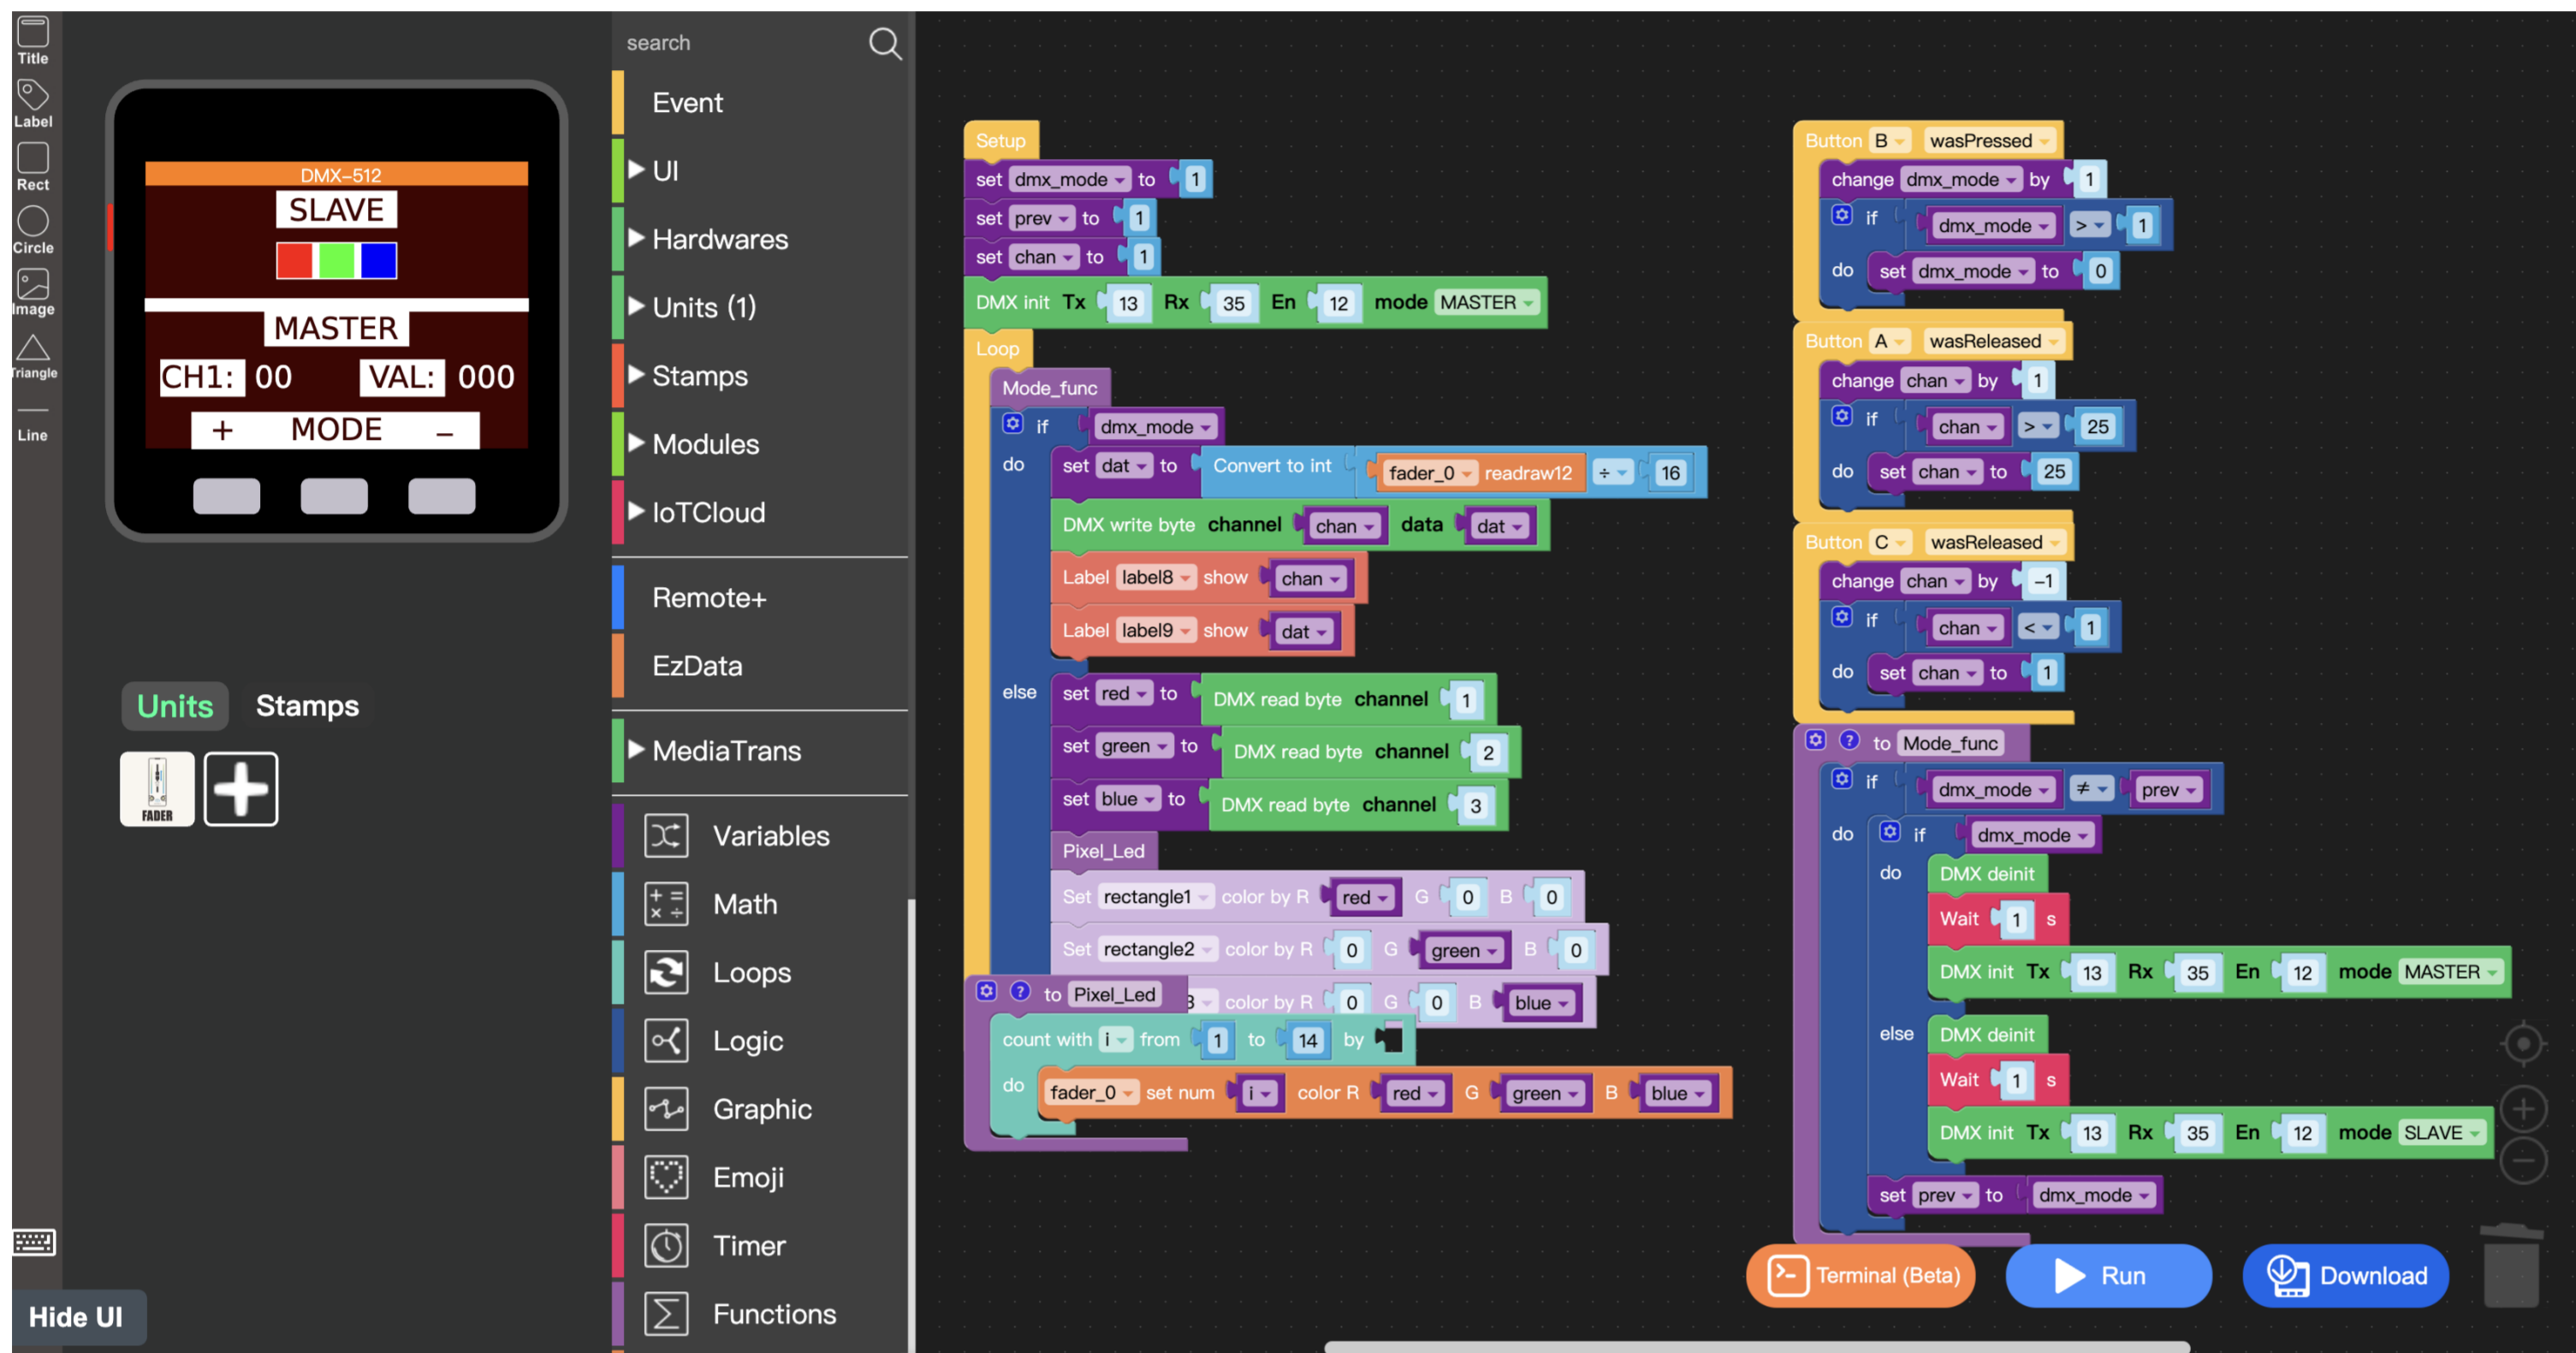 Title
Label
Rect
Circle
Image
Triangle
Line
DMX-512
SLAVE
MASTER
CH1: 00 VAL: 000
+ MODE −
Units Stamps
FADER
Hide UI
search
Event
UI
Hardwares
Units (1)
Stamps
Modules
IoTCloud
Remote+
EzData
MediaTrans
Variables
Math
Loops
Logic
Graphic
Emoji
Timer
Functions
Setup
set dmx_mode to 1
set prev to 1
set chan to 1
DMX init Tx 13 Rx 35 En 12 mode MASTER
Loop
Mode_func
if dmx_mode
do set dat to Convert to int fader_0 readraw12 ÷ 16
DMX write byte channel chan data dat
Label label8 show chan
Label label9 show dat
else set red to DMX read byte channel 1
set green to DMX read byte channel 2
set blue to DMX read byte channel 3
Pixel_Led
Set rectangle1 color by R red G 0 B 0
Set rectangle2 color by R 0 G green B 0
color by R 0 G 0 B blue
? to Pixel_Led
count with i from 1 to 14 by
do fader_0 set num i color R red G green B blue
Button B wasPressed
change dmx_mode by 1
if dmx_mode > 1
do set dmx_mode to 0
Button A wasReleased
change chan by 1
if chan > 25
do set chan to 25
Button C wasReleased
change chan by −1
if chan < 1
do set chan to 1
? to Mode_func
if dmx_mode ≠ prev
do if dmx_mode
do DMX deinit
Wait 1 s
DMX init Tx 13 Rx 35 En 12 mode MASTER
else DMX deinit
Wait 1 s
DMX init Tx 13 Rx 35 En 12 mode SLAVE
set prev to dmx_mode
Terminal (Beta)
Run
Download